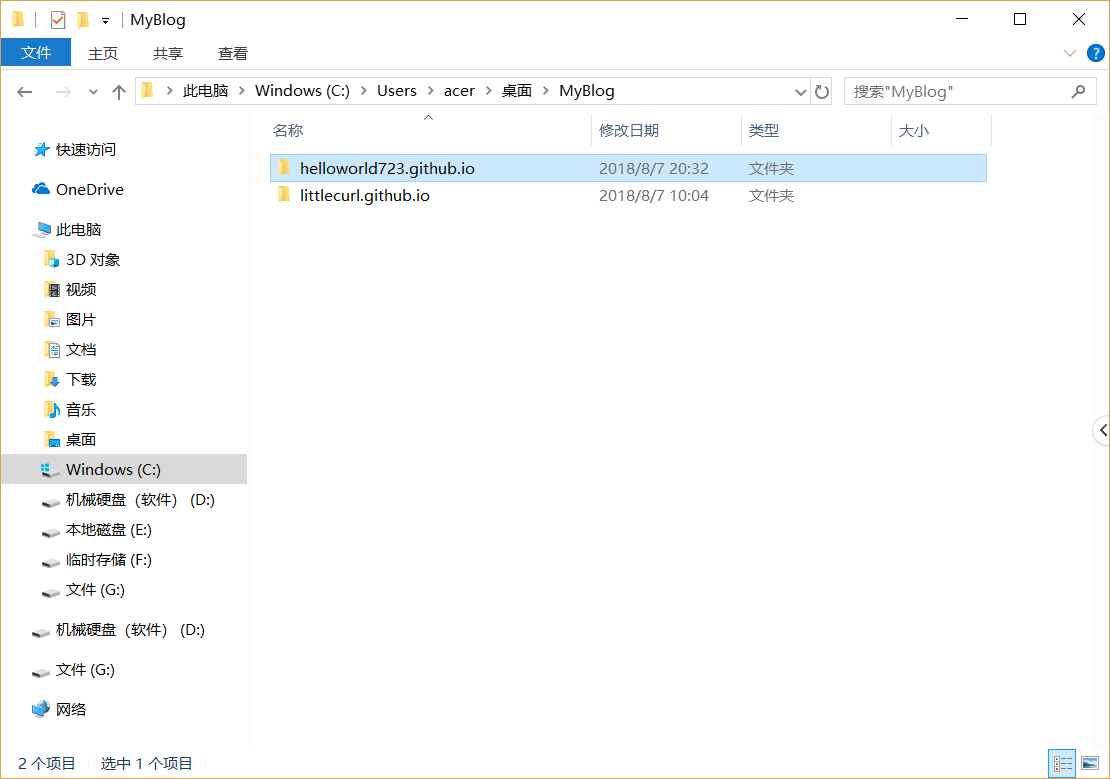 MyBlog
文件 主页 共享 查看
此电脑 Windows (C:) Users acer 桌面 MyBlog 搜索"MyBlog"
名称 修改日期 类型 大小
helloworld723.github.io 2018/8/7 20:32 文件夹
littlecurl.github.io 2018/8/7 10:04 文件夹
快速访问
OneDrive
此电脑
3D 对象
视频
图片
文档
下载
音乐
桌面
Windows (C:)
机械硬盘（软件） (D:)
本地磁盘 (E:)
临时存储 (F:)
文件 (G:)
机械硬盘（软件） (D:)
文件 (G:)
网络
2 个项目 选中 1 个项目